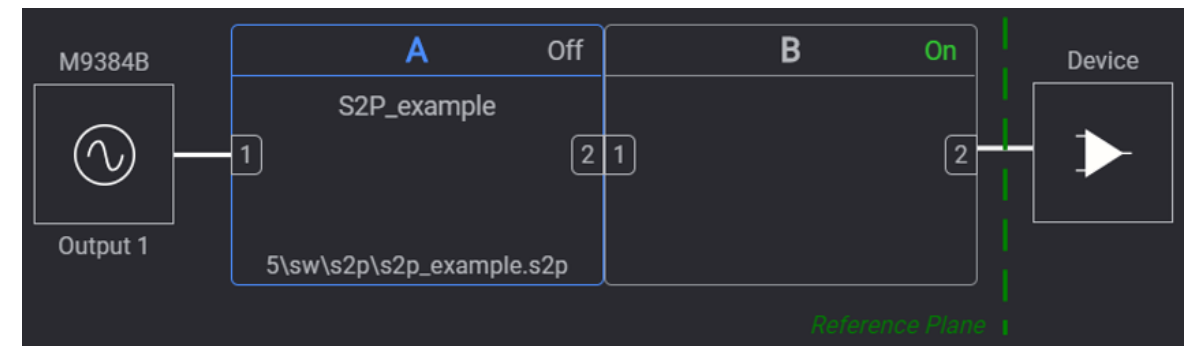 M9384B
Output 1
A Off
S2P_example
1 2
5\sw\s2p\s2p_example.s2p
B On
1 2
Reference Plane
Device